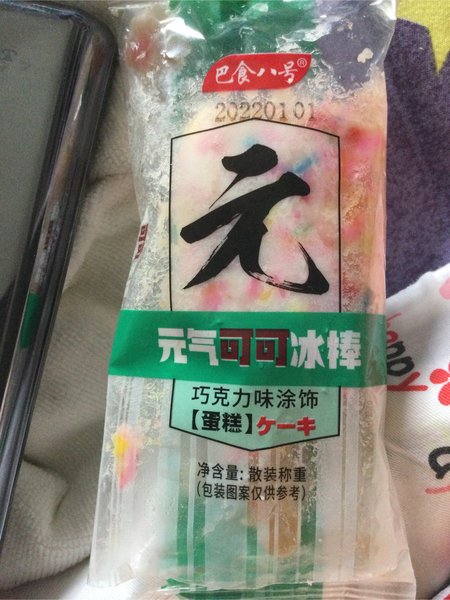 巴食八号®
20220101
元
元气可可冰棒
巧克力味涂饰
【蛋糕】ケーキ
净含量:散装称重
(包装图案仅供参考)
happy